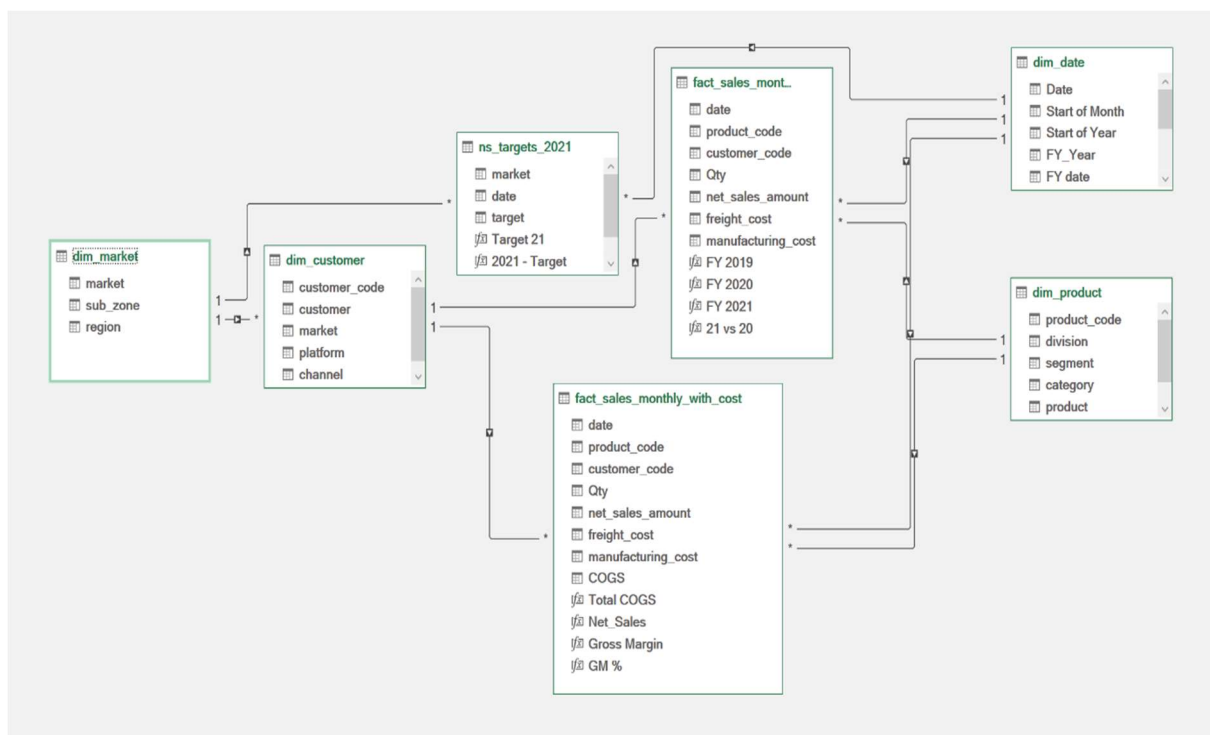 dim_market
market
sub_zone
region
dim_customer
customer_code
customer
market
platform
channel
ns_targets_2021
market
date
target
Target 21
2021 - Target
fact_sales_mont...
date
product_code
customer_code
Qty
net_sales_amount
freight_cost
manufacturing_cost
FY 2019
FY 2020
FY 2021
21 vs 20
fact_sales_monthly_with_cost
date
product_code
customer_code
Qty
net_sales_amount
freight_cost
manufacturing_cost
COGS
Total COGS
Net_Sales
Gross Margin
GM %
dim_date
Date
Start of Month
Start of Year
FY_Year
FY date
dim_product
product_code
division
segment
category
product
1
1
*
*
1
1
*
*
*
*
*
*
*
*
1
1
1
1
1